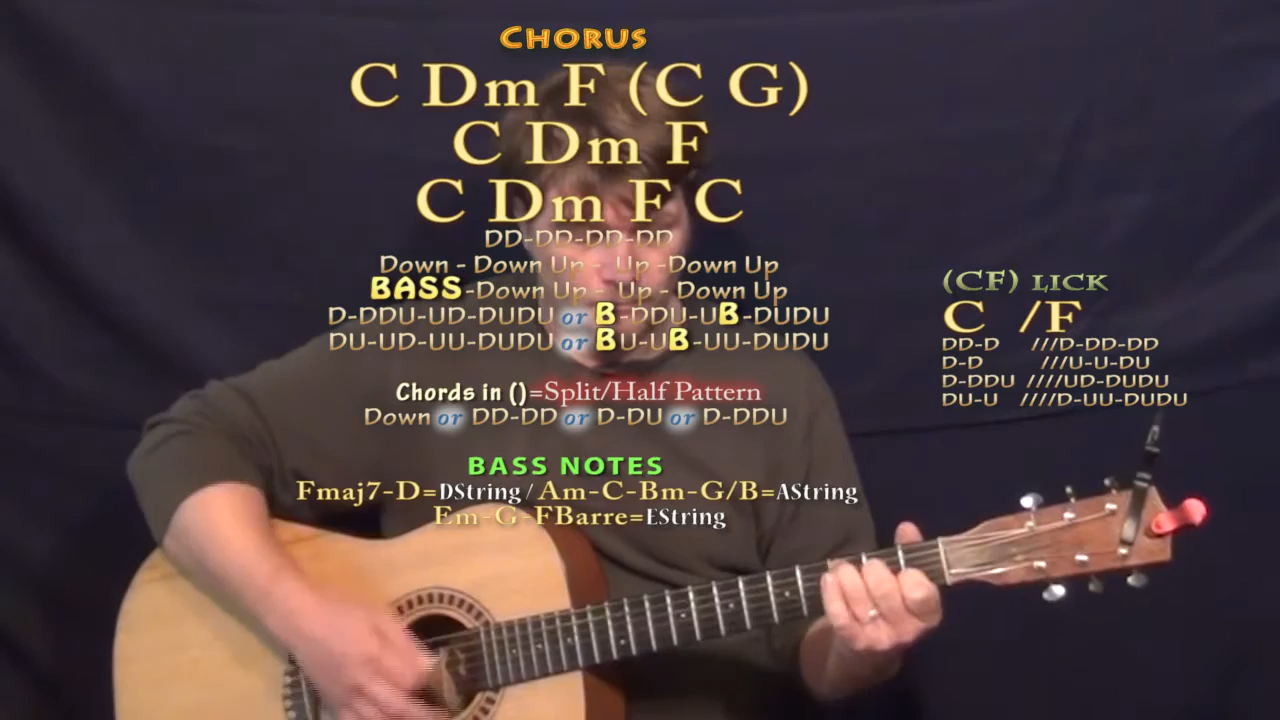 CHORUS
C Dm F (C G)
C Dm F
C Dm F C
DD-DD-DD-DD
Down - Down Up - Up -Down Up
BASS-Down Up - Up - Down Up
D-DDU-UD-DUDU or B-DDU-UB-DUDU
DU-UD-UU-DUDU or BU-UB-UU-DUDU
Chords in ()=Split/Half Pattern
Down or DD-DD or D-DU or D-DDU
BASS NOTES
Fmaj7-D=DString / Am-C-Bm-G/B=AString
Em-G-FBarre=EString
(CF) LICK
C /F
DD-D ///D-DD-DD
D-D ///U-U-DU
D-DDU ////UD-DUDU
DU-U ////D-UU-DUDU